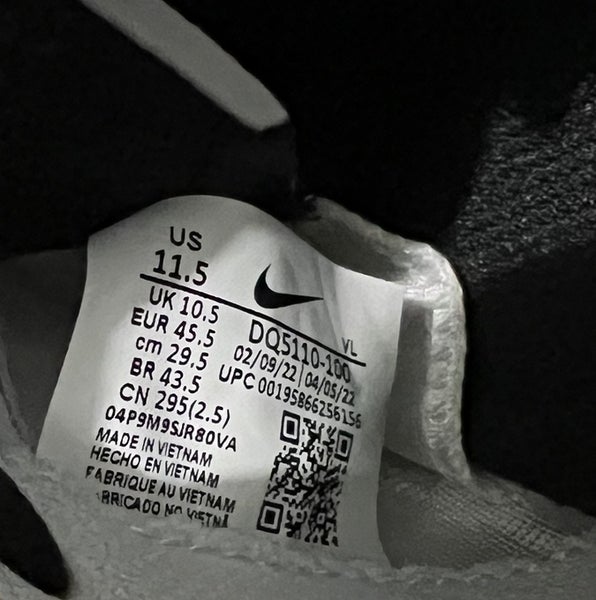 US
11.5
UK 10.5
EUR 45.5
cm 29.5
BR 43.5
CN 295(2.5)
04P9M9SJR80VA
MADE IN VIETNAM
HECHO EN VIETNAM
FABRIQUE AU VIETNAM
VL
DQ5110-100
02/09/22 | 04/05/22
UPC 00195866256156